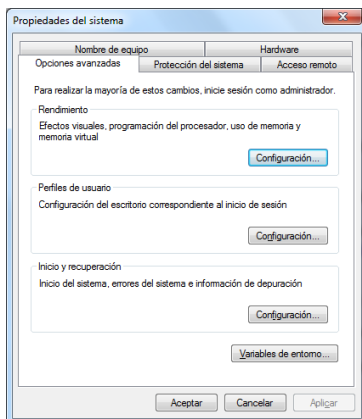 Propiedades del sistema
Nombre de equipo
Hardware
Opciones avanzadas
Protección del sistema
Acceso remoto
Para realizar la mayoría de estos cambios, inicie sesión como administrador.
Rendimiento
Efectos visuales, programación del procesador, uso de memoria y
memoria virtual
Configuración...
Perfiles de usuario
Configuración del escritorio correspondiente al inicio de sesión
Configuración...
Inicio y recuperación
Inicio del sistema, errores del sistema e información de depuración
Configuración...
Variables de entorno...
Aceptar
Cancelar
Aplicar